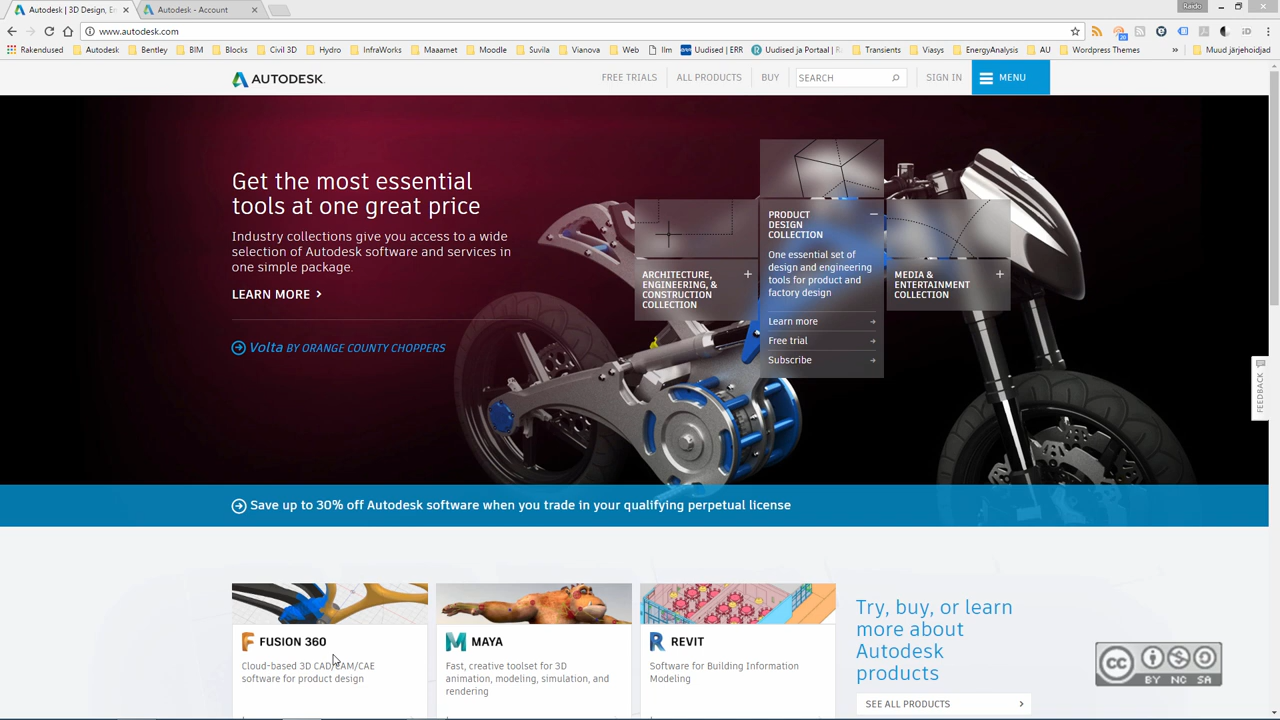 Autodesk | 3D Design, E
Autodesk - Account
Raido
www.autodesk.com
Rakendused
Autodesk
Bentley
BIM
Blocks
Civil 3D
Hydro
InfraWorks
Maaamet
Moodle
Suvila
Vianova
Web
Ilm
Uudised | ERR
Uudised ja Portaal | R
Transients
Viasys
EnergyAnalysis
AU
Wordpress Themes
»
Muud järjehoidjad
AUTODESK
FREE TRIALS
ALL PRODUCTS
BUY
SEARCH
SIGN IN
MENU
Get the most essential
tools at one great price
Industry collections give you access to a wide
selection of Autodesk software and services in
one simple package.
LEARN MORE >
Volta BY ORANGE COUNTY CHOPPERS
ARCHITECTURE,
ENGINEERING, &
CONSTRUCTION
COLLECTION
PRODUCT
DESIGN
COLLECTION
One essential set of
design and engineering
tools for product and
factory design
Learn more
Free trial
Subscribe
MEDIA &
ENTERTAINMENT
COLLECTION
FEEDBACK
Save up to 30% off Autodesk software when you trade in your qualifying perpetual license
FUSION 360
Cloud-based 3D CAD/CAM/CAE
software for product design
MAYA
Fast, creative toolset for 3D
animation, modeling, simulation, and
rendering
REVIT
Software for Building Information
Modeling
Try, buy, or learn
more about
Autodesk
products
SEE ALL PRODUCTS
cc
BY NC SA